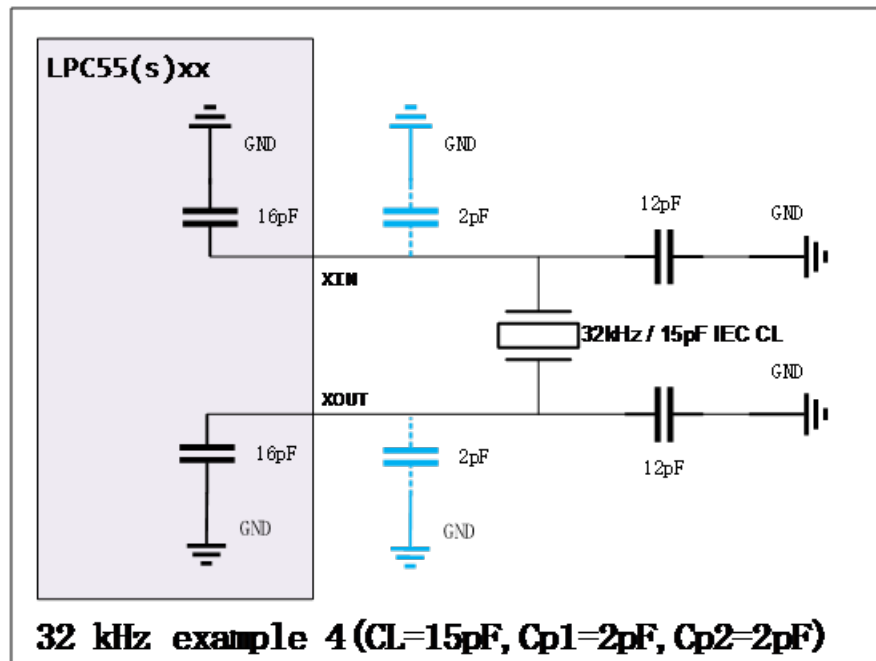 LPC55(s)xx
GND
GND
12pF
GND
16pF
2pF
XIN
32kHz / 15pF IEC CL
GND
XOUT
16pF
2pF
12pF
GND
GND
32 kHz example 4(CL=15pF, Cp1=2pF, Cp2=2pF)